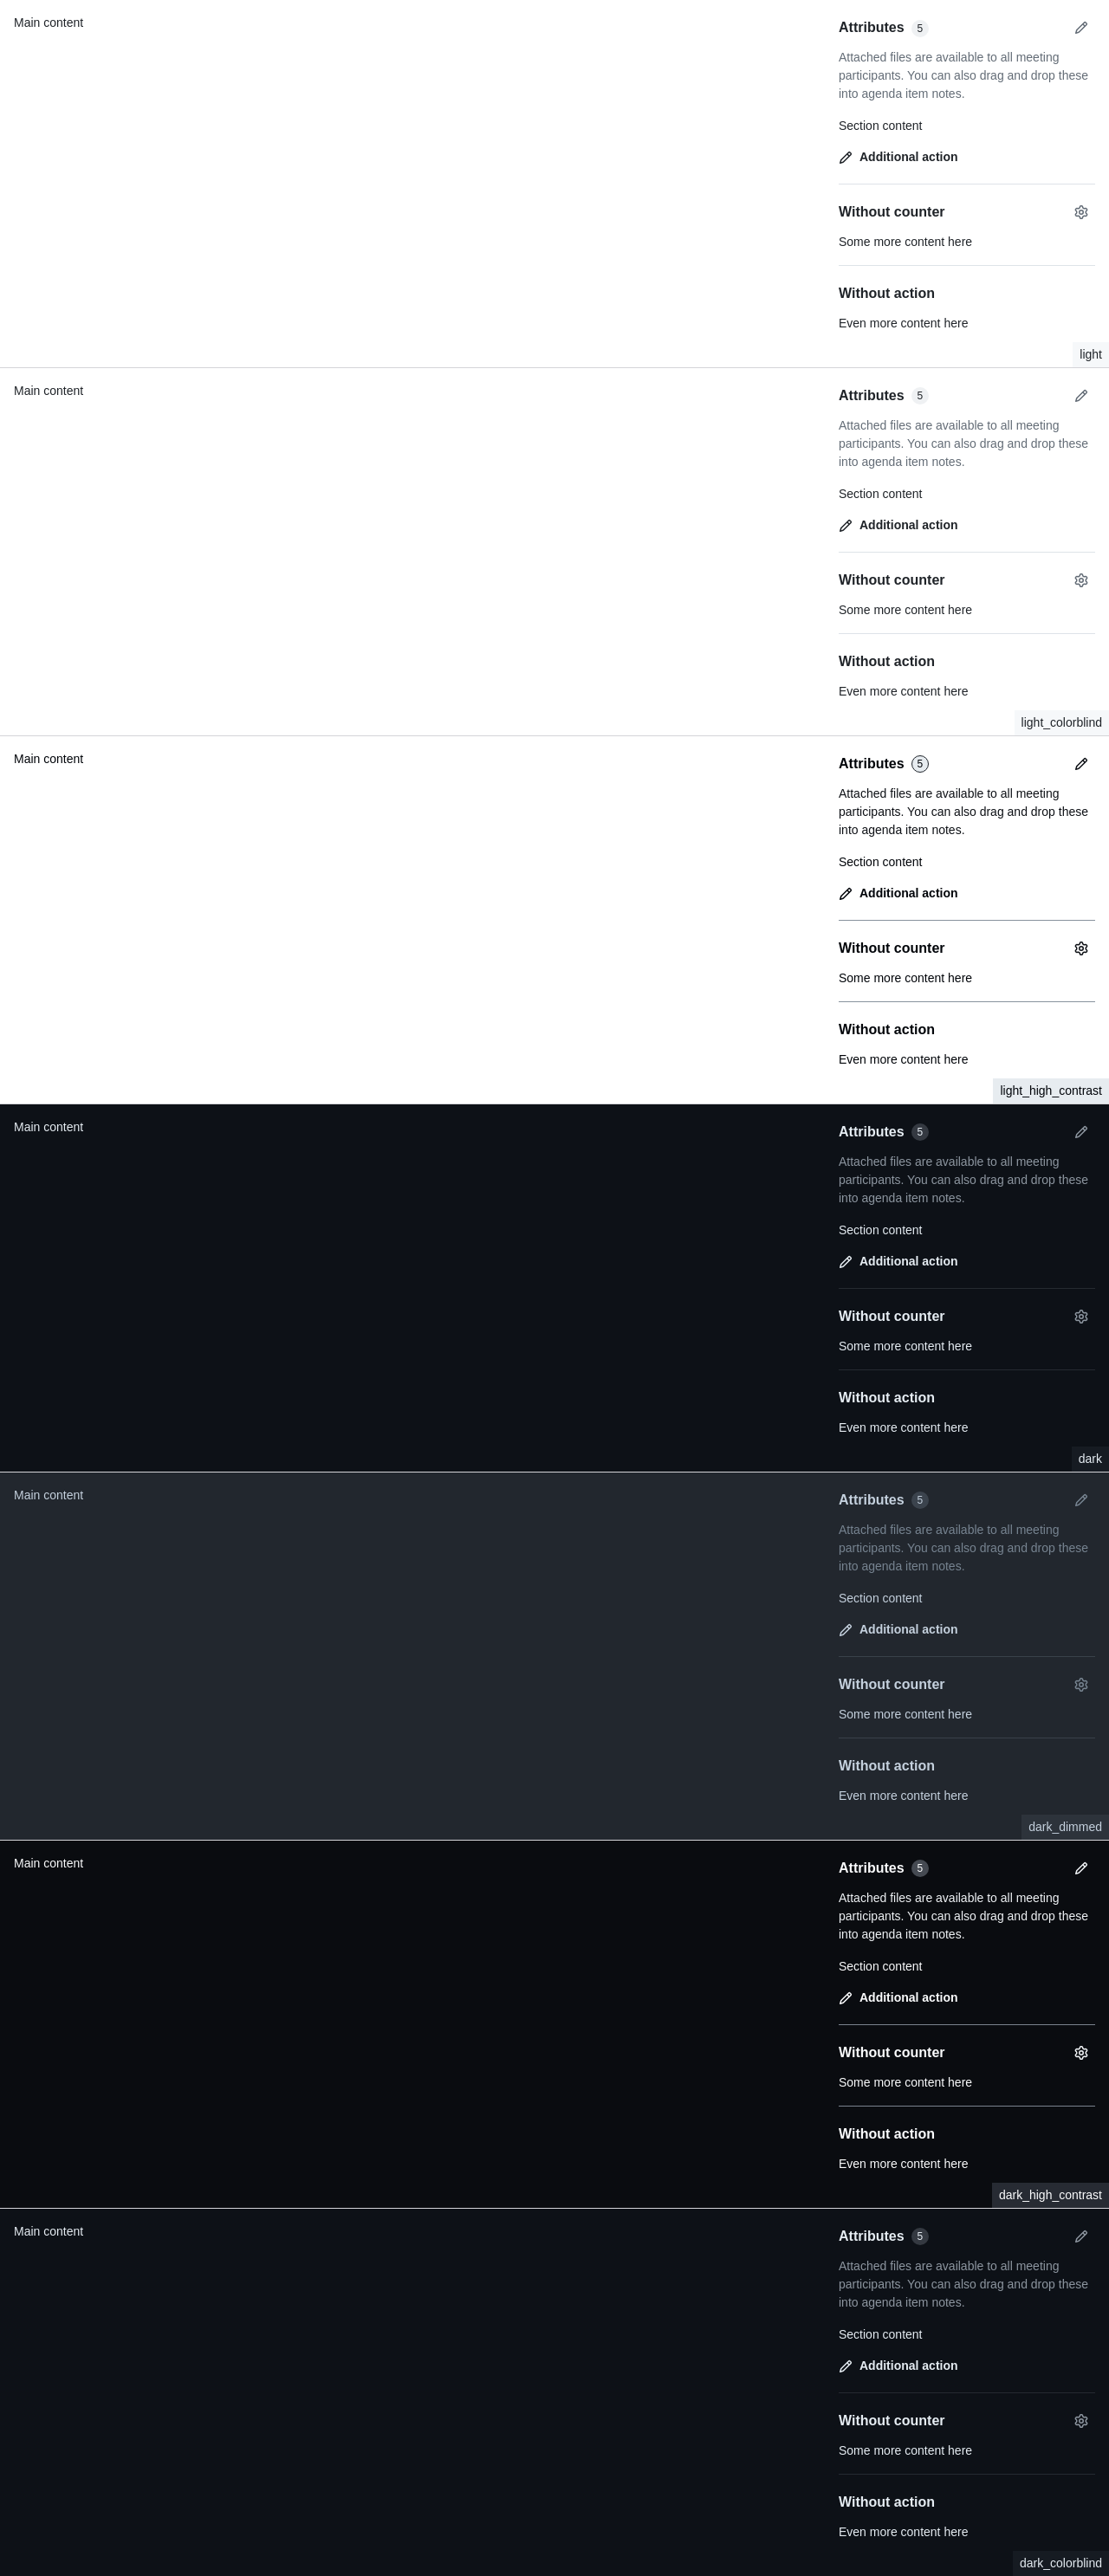 Main content
Attributes 5
Attached files are available to all meeting
participants. You can also drag and drop these
into agenda item notes.
Section content
Additional action
Without counter
Some more content here
Without action
Even more content here
light
Main content
Attributes 5
Attached files are available to all meeting
participants. You can also drag and drop these
into agenda item notes.
Section content
Additional action
Without counter
Some more content here
Without action
Even more content here
light_colorblind
Main content
Attributes 5
Attached files are available to all meeting
participants. You can also drag and drop these
into agenda item notes.
Section content
Additional action
Without counter
Some more content here
Without action
Even more content here
light_high_contrast
Main content
Attributes 5
Attached files are available to all meeting
participants. You can also drag and drop these
into agenda item notes.
Section content
Additional action
Without counter
Some more content here
Without action
Even more content here
dark
Main content
Attributes 5
Attached files are available to all meeting
participants. You can also drag and drop these
into agenda item notes.
Section content
Additional action
Without counter
Some more content here
Without action
Even more content here
dark_dimmed
Main content
Attributes 5
Attached files are available to all meeting
participants. You can also drag and drop these
into agenda item notes.
Section content
Additional action
Without counter
Some more content here
Without action
Even more content here
dark_high_contrast
Main content
Attributes 5
Attached files are available to all meeting
participants. You can also drag and drop these
into agenda item notes.
Section content
Additional action
Without counter
Some more content here
Without action
Even more content here
dark_colorblind